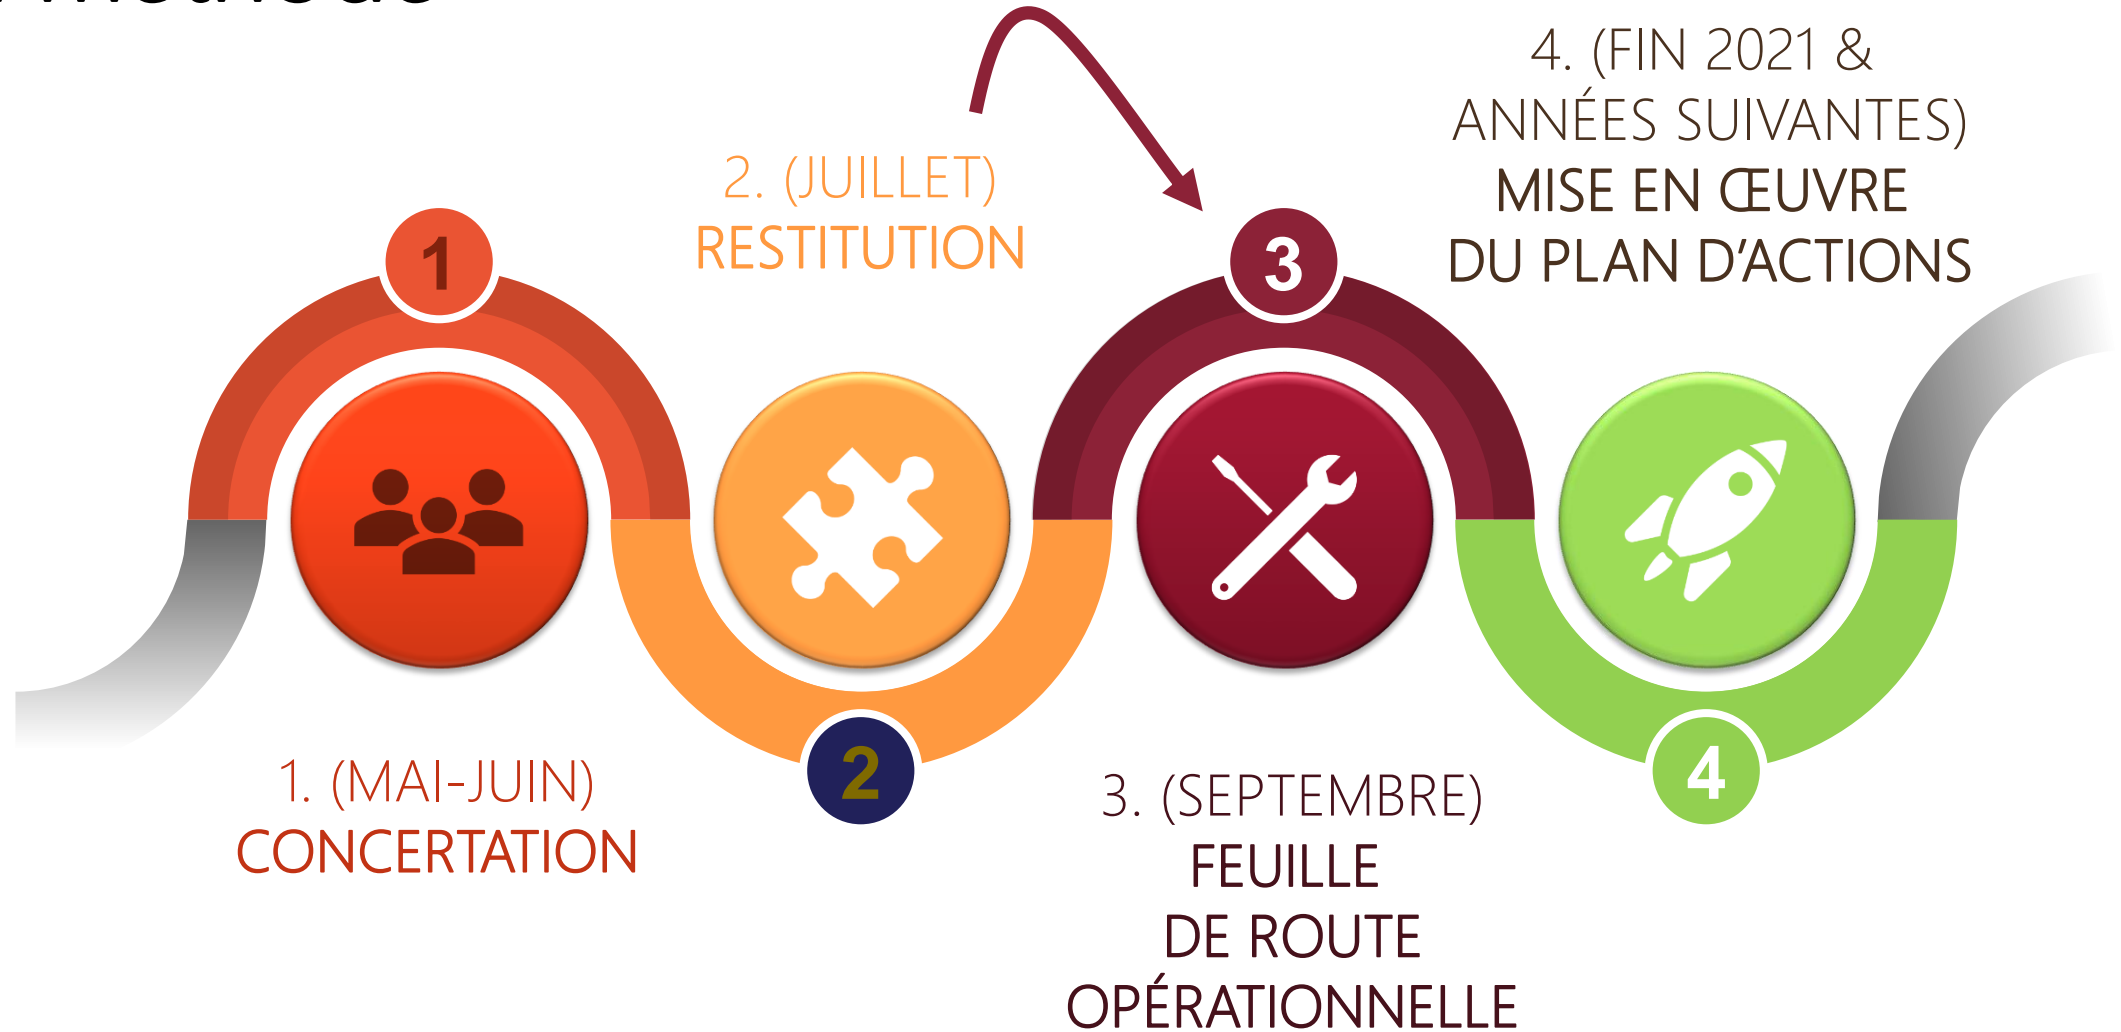 1
1. (MAI-JUIN)
CONCERTATION
2. (JUILLET)
RESTITUTION
2
3
3. (SEPTEMBRE)
FEUILLE
DE ROUTE
OPÉRATIONNELLE
4. (FIN 2021 &
ANNÉES SUIVANTES)
MISE EN ŒUVRE
DU PLAN D’ACTIONS
4